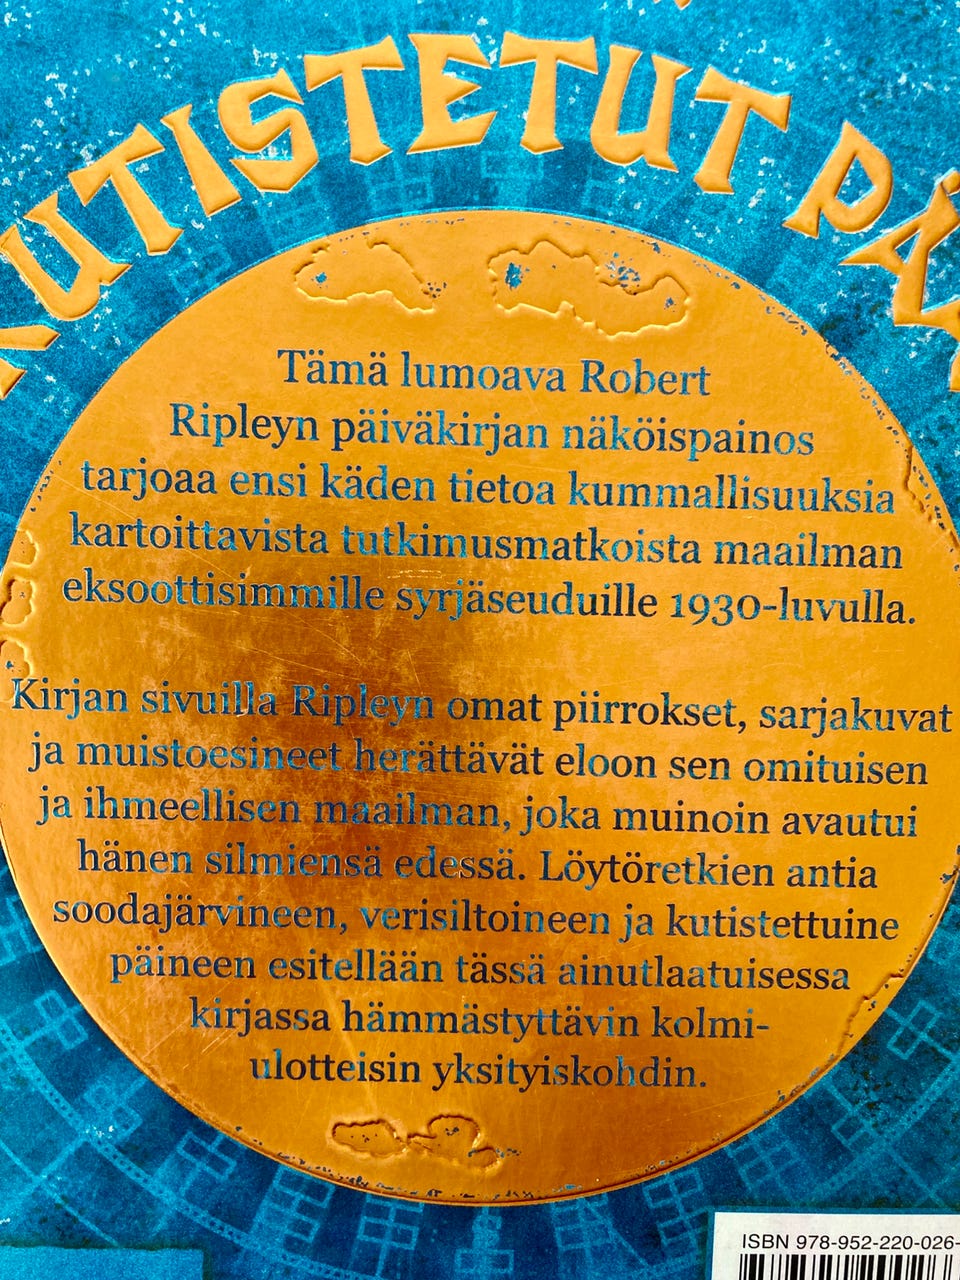 KUTISTETUT PÄÄ
Tämä lumoava Robert
Ripleyn päiväkirjan näköispainos
tarjoaa ensi käden tietoa kummallisuuksia
kartoittavista tutkimusmatkoista maailman
eksoottisimmille syrjäseuduille 1930-luvulla.
Kirjan sivuilla Ripleyn omat piirrokset, sarjakuvat
ja muistoesineet herättävät eloon sen omituisen
ja ihmeellisen maailman, joka muinoin avautui
hänen silmiensä edessä. Löytöretkien antia
soodajärvineen, verisiltoineen ja kutistettuine
päineen esitellään tässä ainutlaatuisessa
kirjassa hämmästyttävin kolmi-
ulotteisin yksityiskohdin.
ISBN 978-952-220-026-